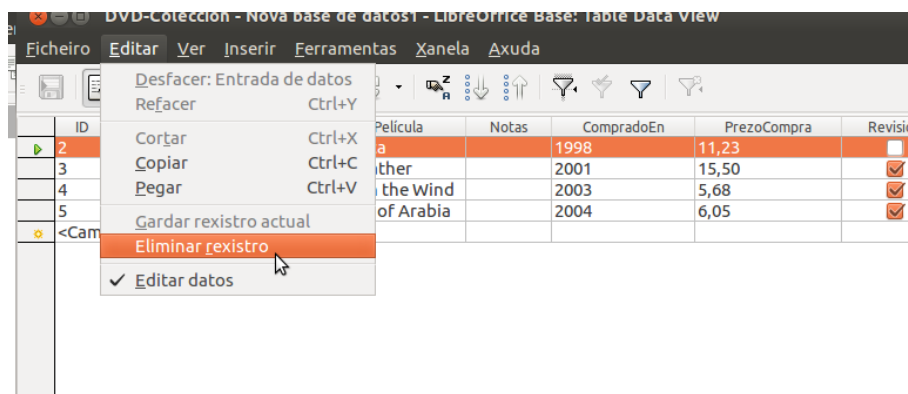 DVD-Colección - Nova base de datos1 - LibreOffice Base: Table Data View
Ficheiro Editar Ver Inserir Ferramentas Xanela Axuda
Desfacer: Entrada de datos
Refacer Ctrl+Y
Cortar Ctrl+X
Copiar Ctrl+C
Pegar Ctrl+V
Gardar rexistro actual
Eliminar rexistro
Editar datos
ID Película Notas CompradoEn PrezoCompra
2 a 1998 11,23
3 2001 15,50
4 the Wind 2003 5,68
5 of Arabia 2004 6,05